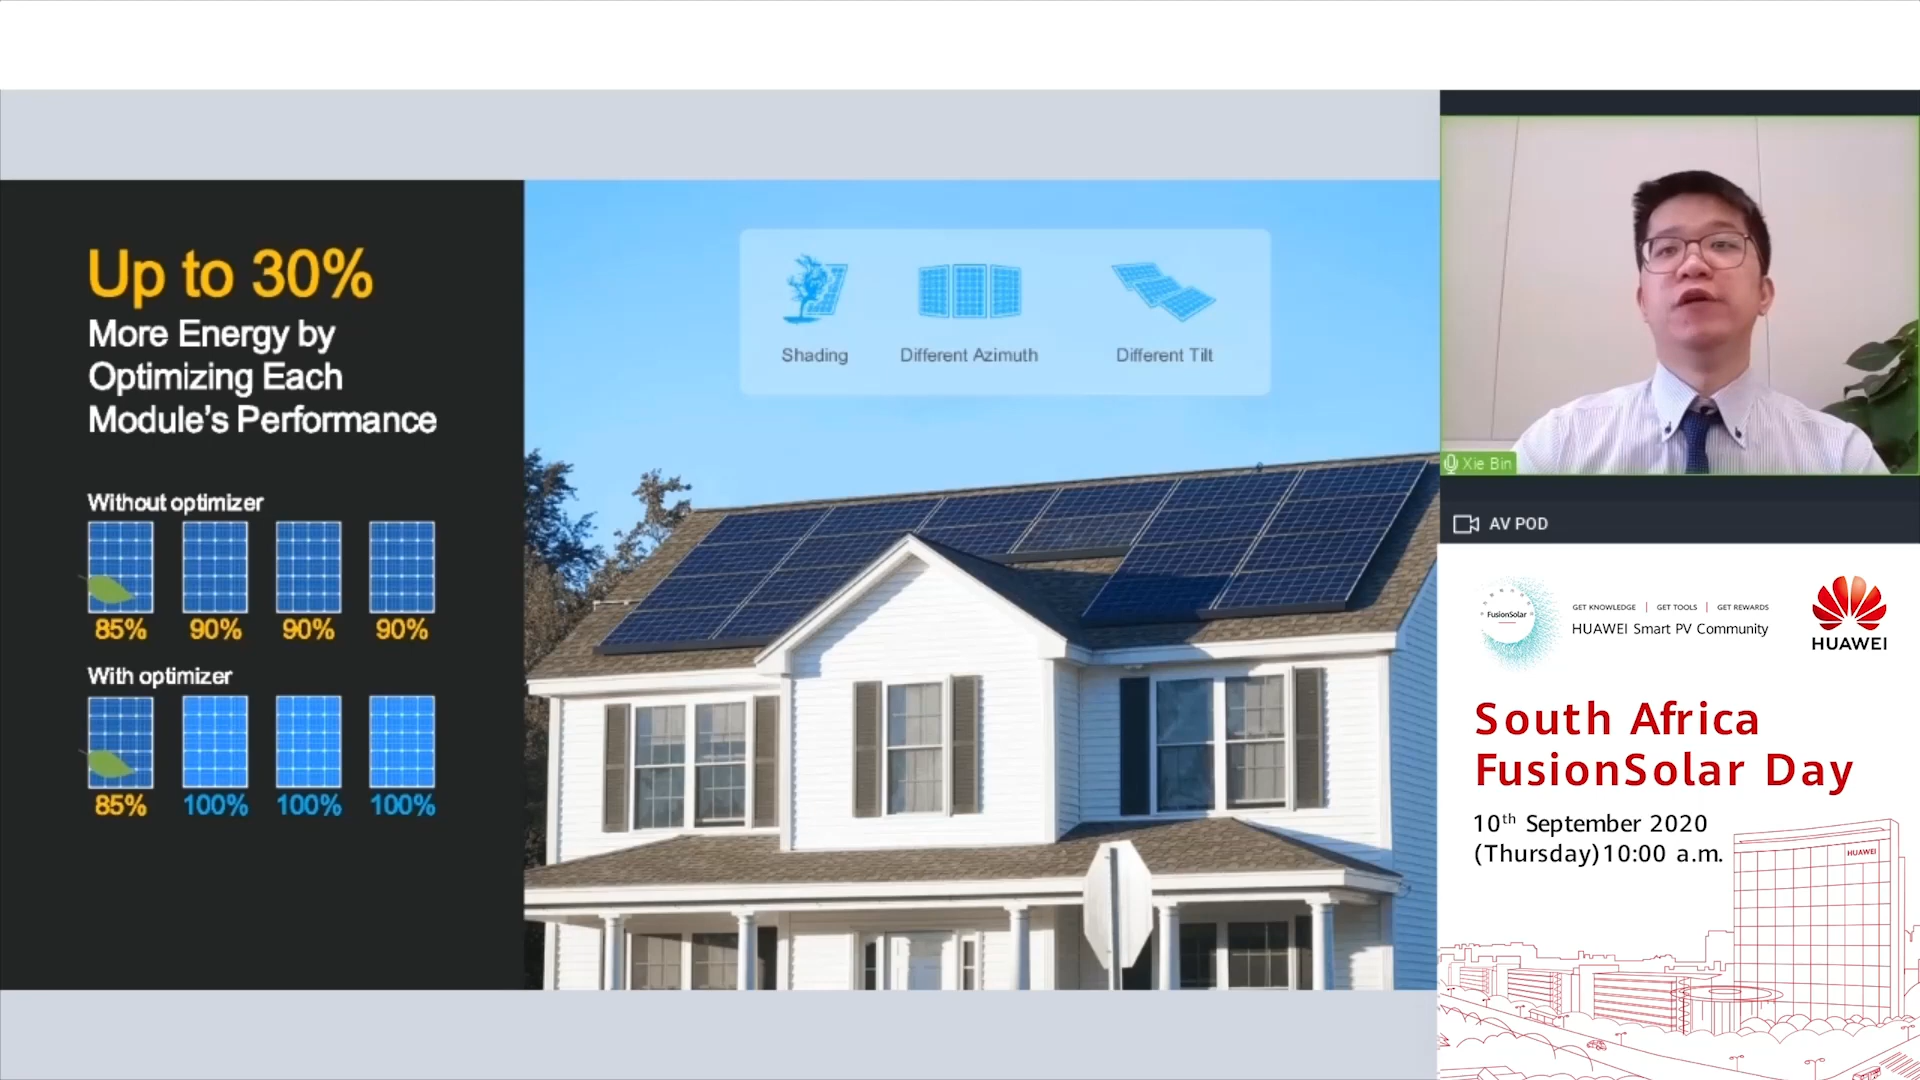 Up to 30%
More Energy by
Optimizing Each
Module's Performance
Without optimizer
85% 90% 90% 90%
With optimizer
85% 100% 100% 100%
Shading Different Azimuth Different Tilt
Xie Bin
AV POD
FusionSolar
GET KNOWLEDGE | GET TOOLS | GET REWARDS
HUAWEI Smart PV Community
HUAWEI
South Africa
FusionSolar Day
10th September 2020
(Thursday)10:00 a.m.
HUAWEI